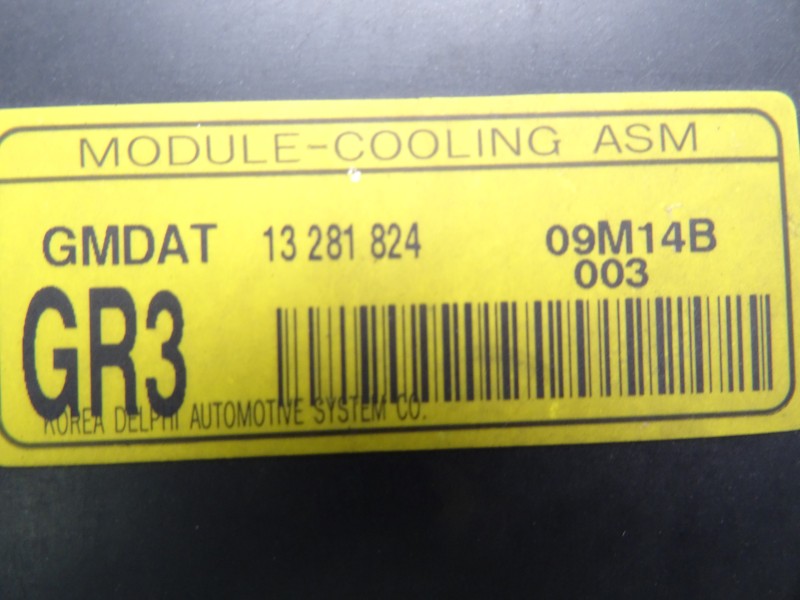 MODULE-COOLING ASM
GMDAT 13 281 824 09M14B
003
GR3
KOREA DELPHI AUTOMOTIVE SYSTEM CO.